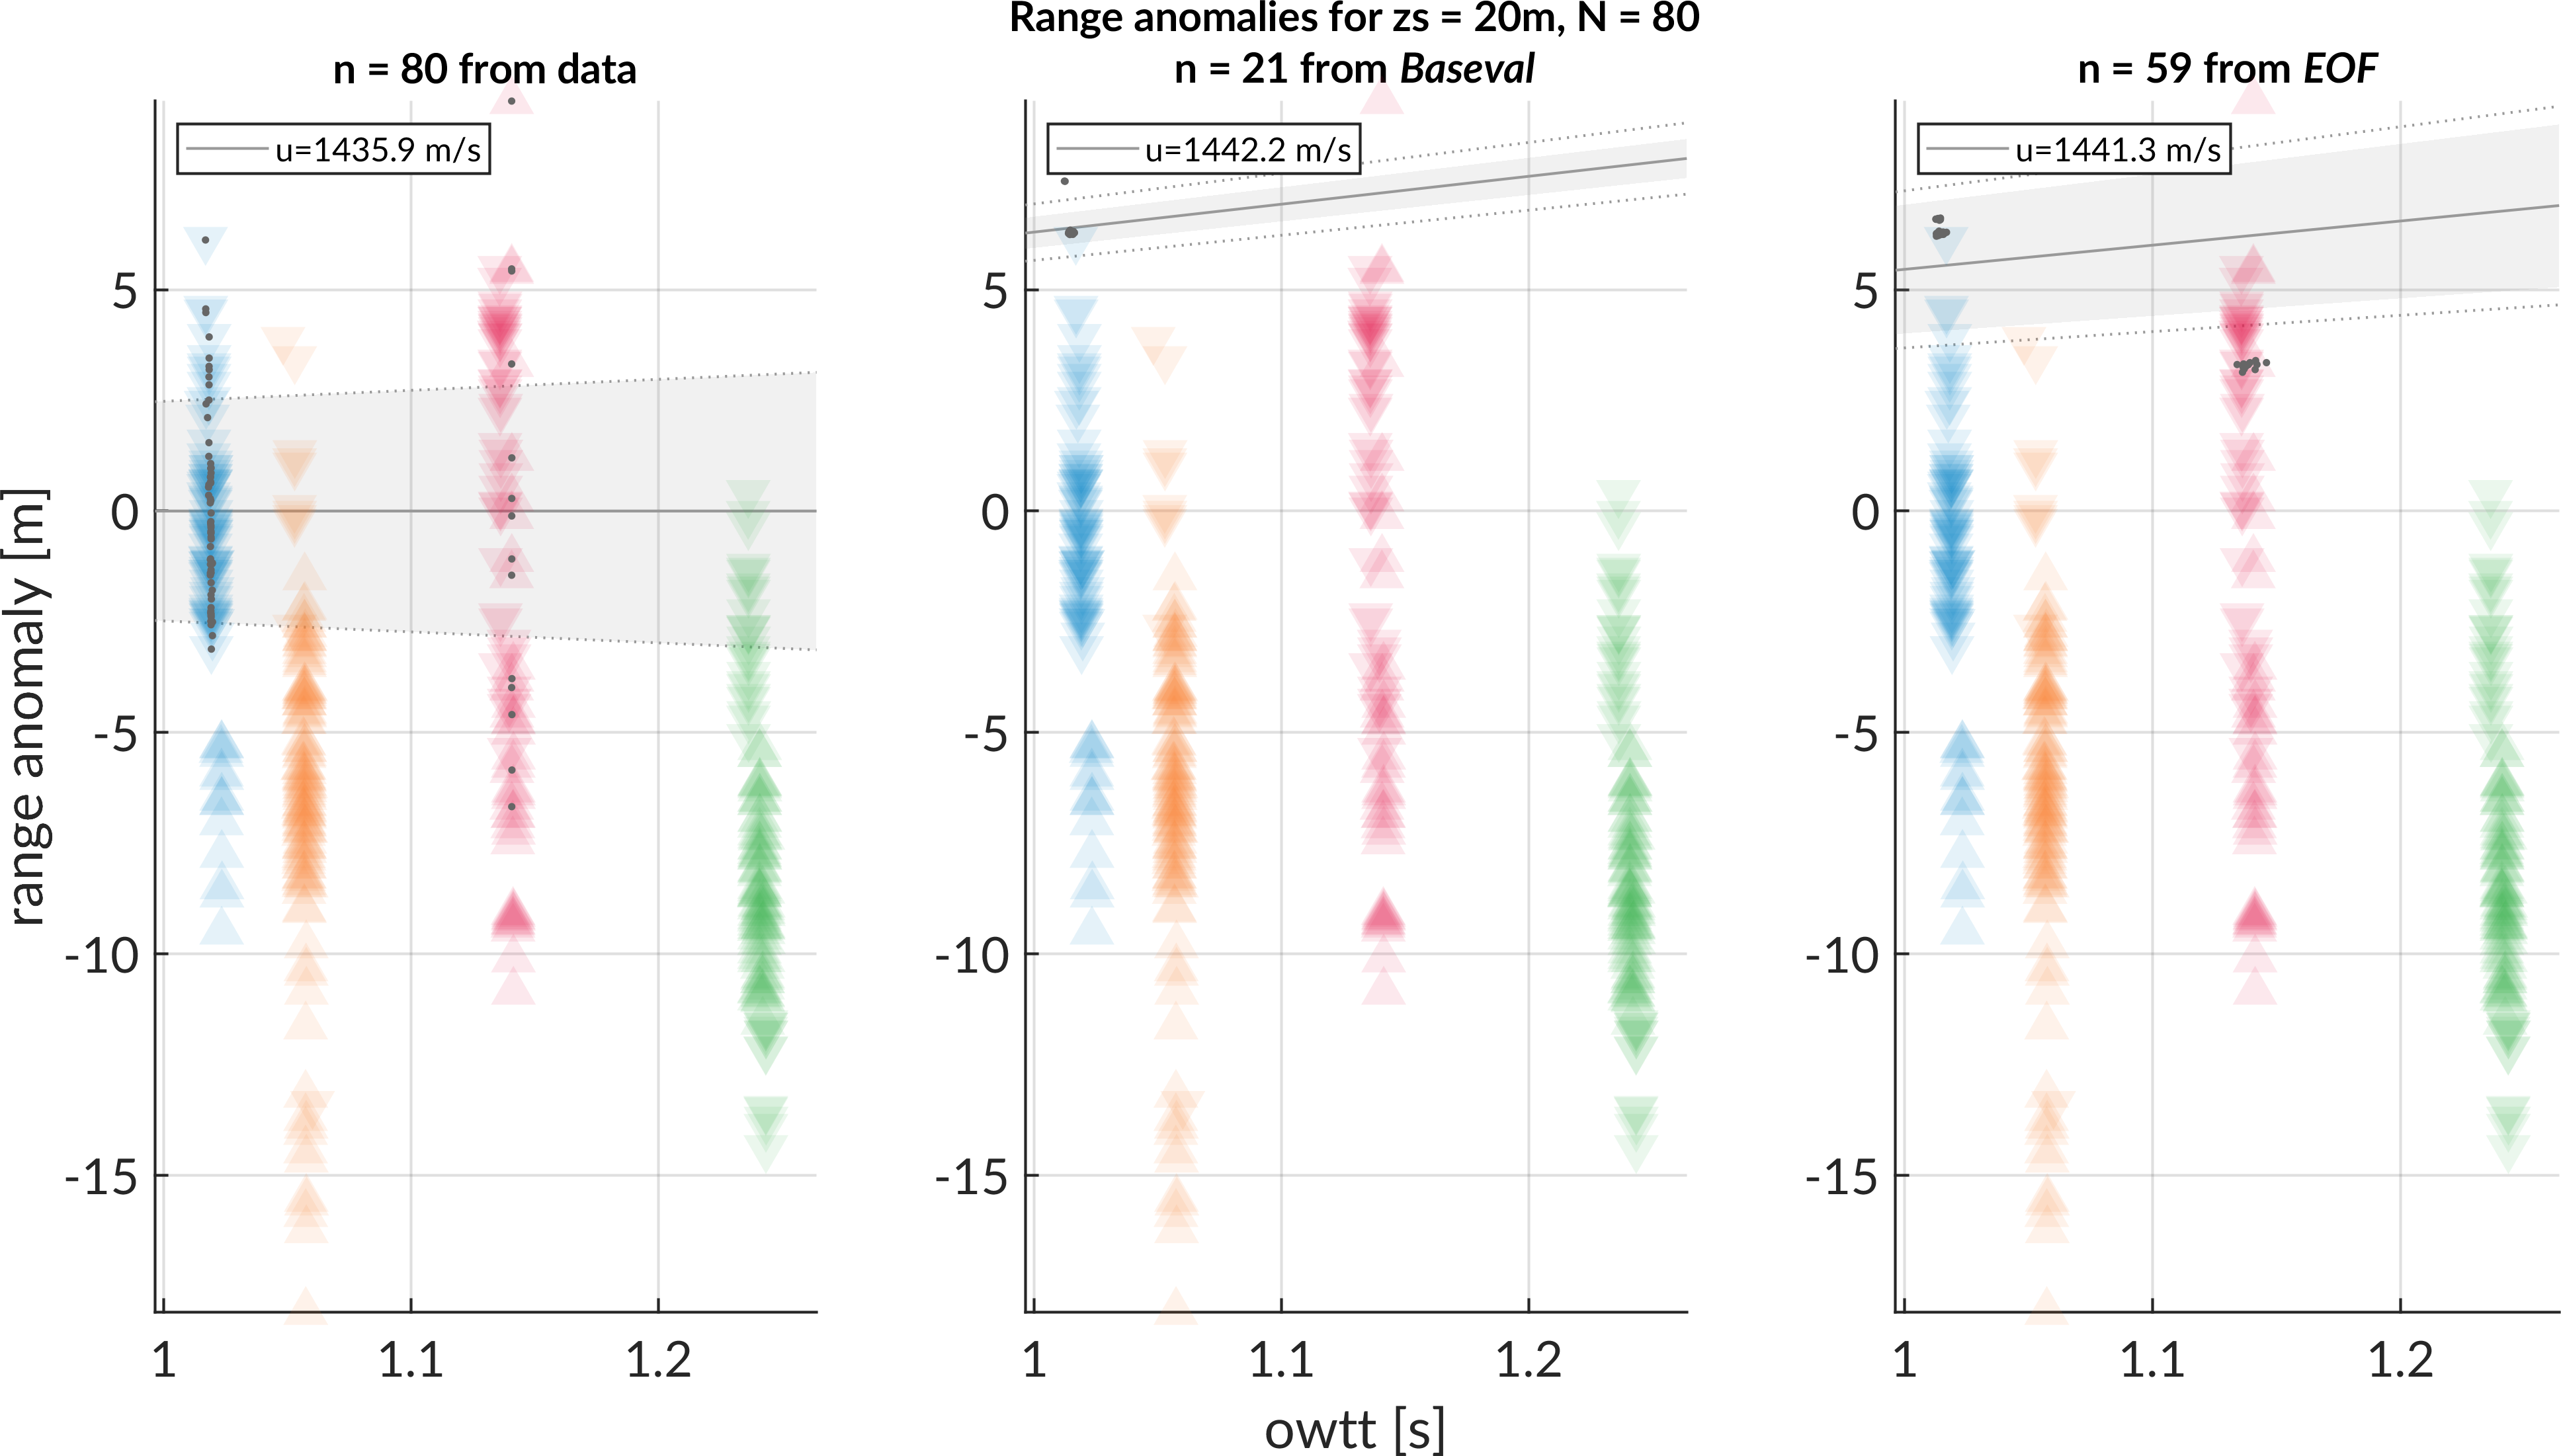 Range anomalies for zs = 20m, N = 80
n = 80 from data
n = 21 from Baseval
n = 59 from EOF
u=1435.9 m/s
u=1442.2 m/s
u=1441.3 m/s
range anomaly [m]
5
0
-5
-10
-15
1
1.1
1.2
5
0
-5
-10
-15
1
1.1
1.2
5
0
-5
-10
-15
1
1.1
1.2
owtt [s]